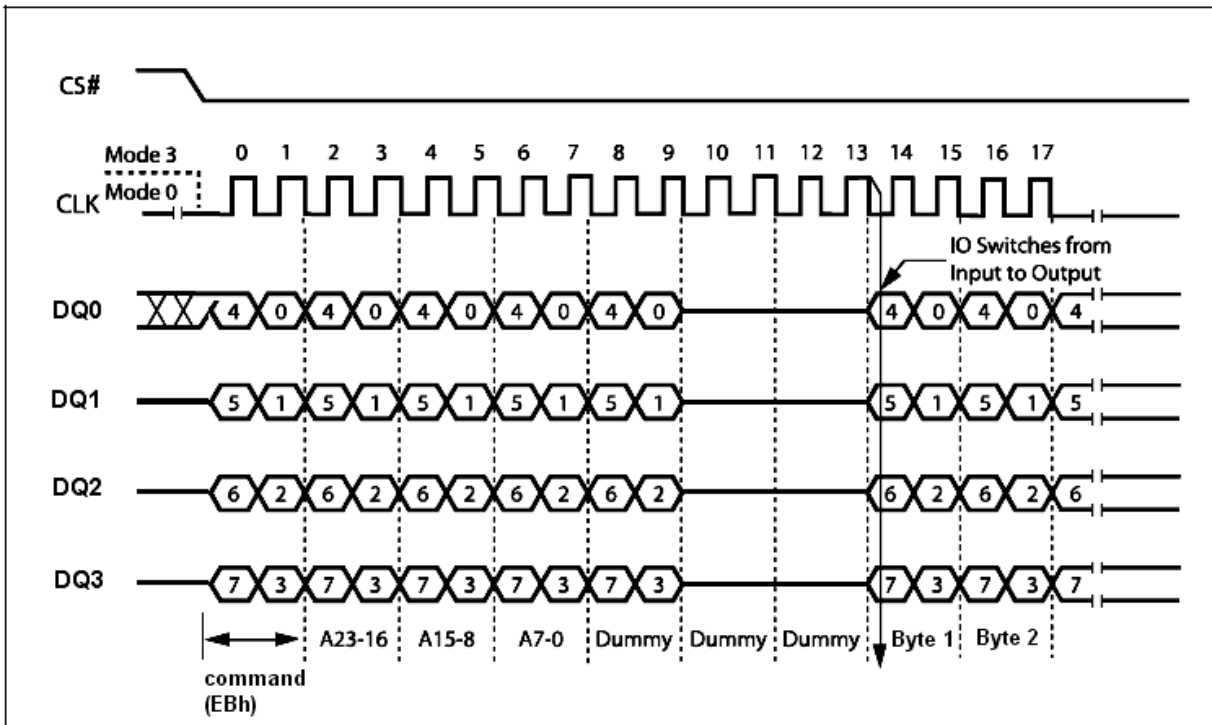 CS#
Mode 3
0 1 2 3 4 5 6 7 8 9 10 11 12 13 14 15 16 17
CLK
Mode 0
IO Switches from
Input to Output
DQ0
4 0 4 0 4 0 4 0 4 0 4 0 4 0 4
DQ1
5 1 5 1 5 1 5 1 5 1 5 1 5 1 5
DQ2
6 2 6 2 6 2 6 2 6 2 6 2 6 2 6
DQ3
7 3 7 3 7 3 7 3 7 3 7 3 7 3 7
A23-16 A15-8 A7-0 Dummy Dummy Dummy Byte 1 Byte 2
command
(EBh)